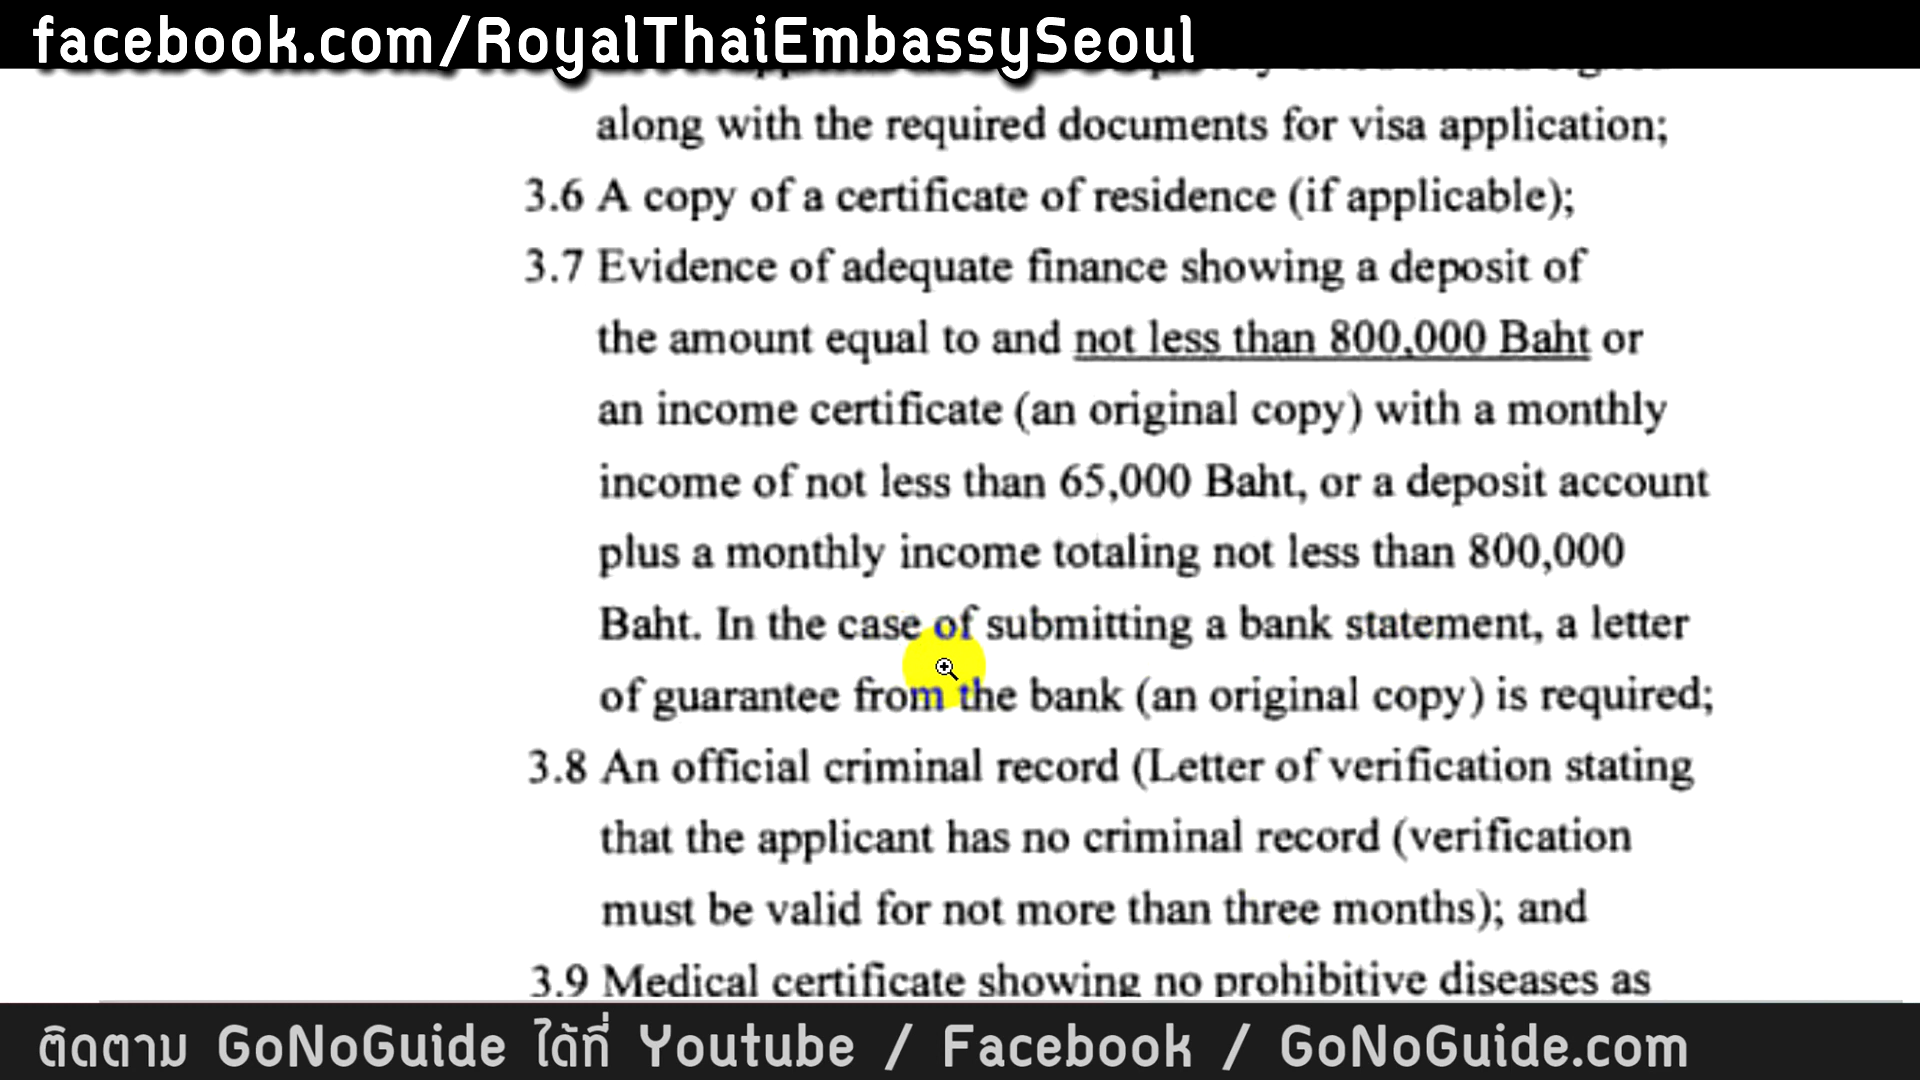 facebook.com/RoyalThaiEmbassySeoul
along with the required documents for visa application;
3.6 A copy of a certificate of residence (if applicable);
3.7 Evidence of adequate finance showing a deposit of
the amount equal to and not less than 800,000 Baht or
an income certificate (an original copy) with a monthly
income of not less than 65,000 Baht, or a deposit account
plus a monthly income totaling not less than 800,000
Baht. In the case of submitting a bank statement, a letter
of guarantee from the bank (an original copy) is required;
3.8 An official criminal record (Letter of verification stating
that the applicant has no criminal record (verification
must be valid for not more than three months); and
3.9 Medical certificate showing no prohibitive diseases as
ติดตาม GoNoGuide ได้ที่ Youtube / Facebook / GoNoGuide.com